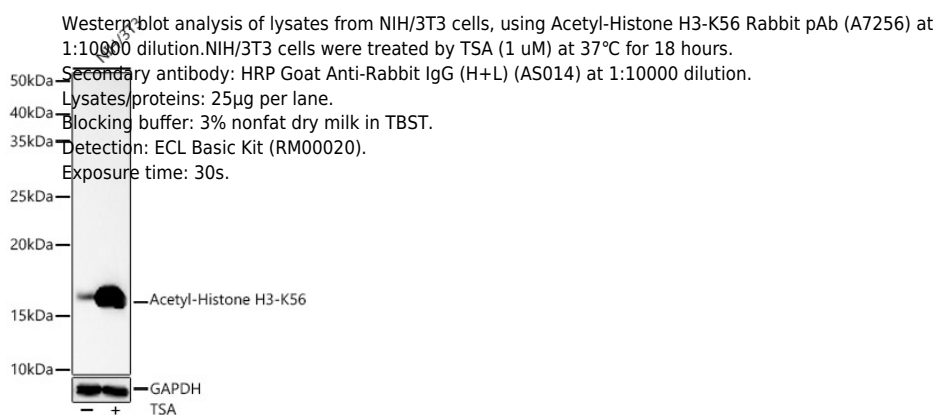 Western blot analysis of lysates from NIH/3T3 cells, using Acetyl-Histone H3-K56 Rabbit pAb (A7256) at
1:10000 dilution.NIH/3T3 cells were treated by TSA (1 uM) at 37℃ for 18 hours.
Secondary antibody: HRP Goat Anti-Rabbit IgG (H+L) (AS014) at 1:10000 dilution.
Lysates/proteins: 25μg per lane.
Blocking buffer: 3% nonfat dry milk in TBST.
Detection: ECL Basic Kit (RM00020).
Exposure time: 30s.
NIH/3T3
50kDa
40kDa
35kDa
25kDa
20kDa
Acetyl-Histone H3-K56
15kDa
10kDa
GAPDH
− + TSA